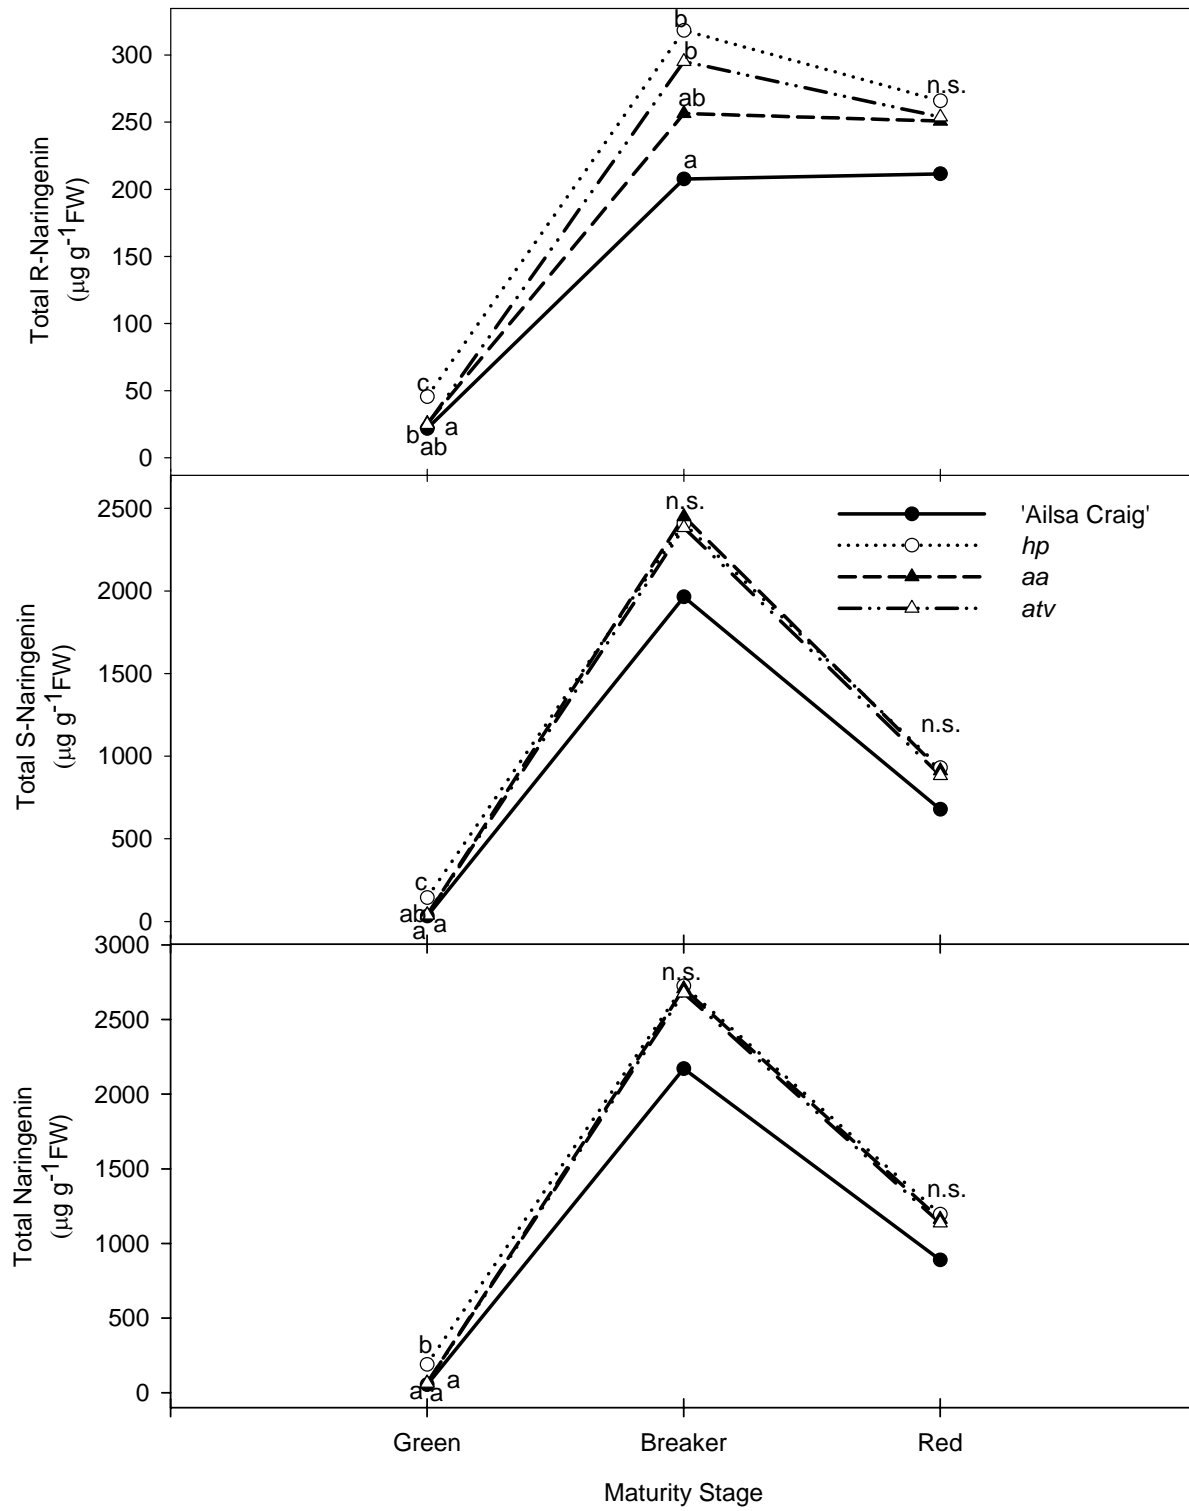 Total R-Naringenin
(µg g-1FW)
300
250
200
150
100
50
0
b
b
ab
a
n.s.
c
b
a
ab
Total S-Naringenin
(µg g-1FW)
2500
2000
1500
1000
500
0
n.s.
n.s.
c
ab
a
a
'Ailsa Craig'
hp
aa
atv
Total Naringenin
(µg g-1FW)
3000
2500
2000
1500
1000
500
0
n.s.
n.s.
b
a
a
a
Green
Breaker
Red
Maturity Stage